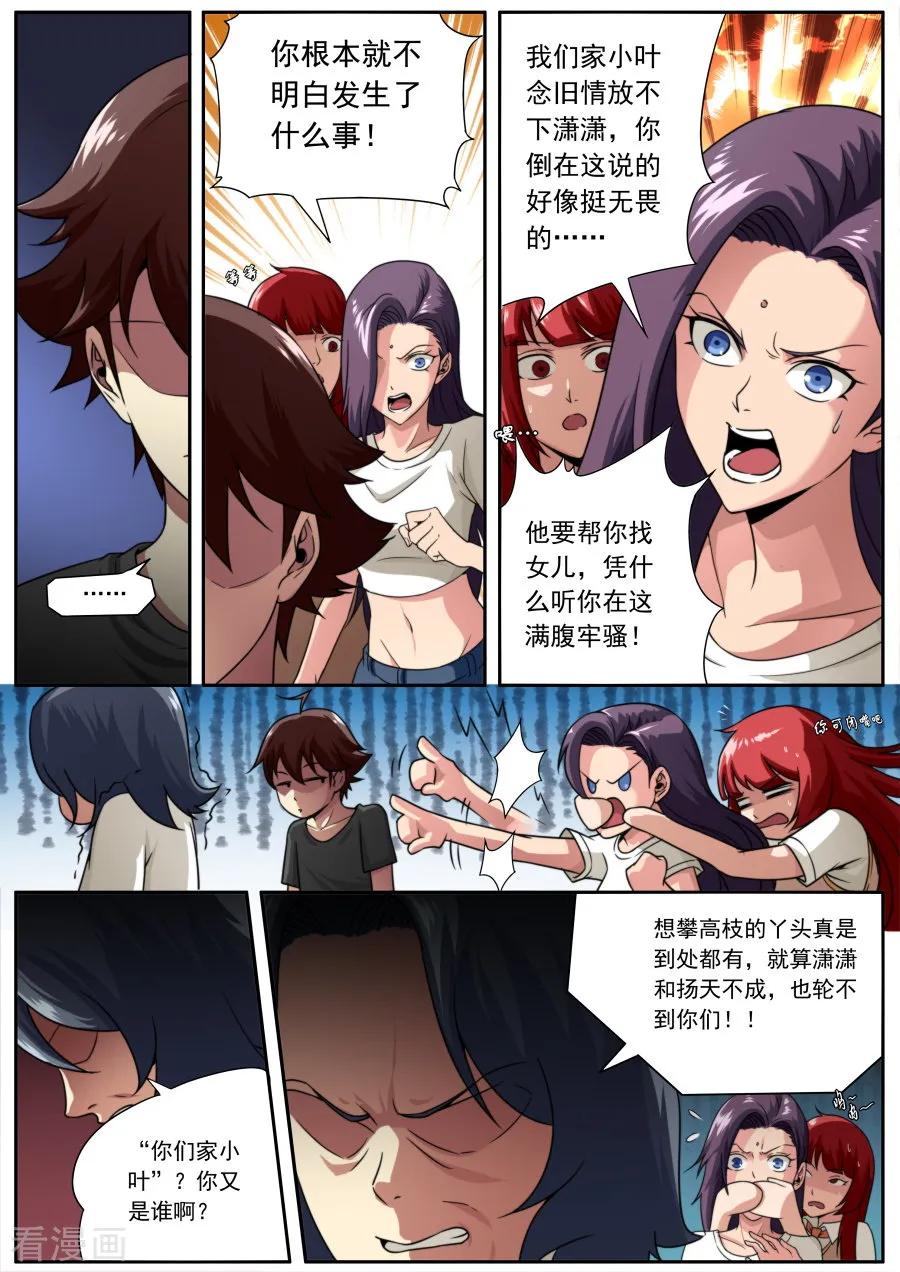 ……
你根本就不
明白发生了
什么事！
嘀
嘀
我们家小叶
念旧情放不
下潇潇，你
倒在这说的
好像挺无畏
的……
喂…
他要帮你找
女儿，凭什
么听你在这
满腹牢骚！
你可闭嘴吧
“你们家小
叶”？你又
是谁啊？
想攀高枝的丫头真是
到处都有，就算潇潇
和扬天不成，也轮不
到你们！！
看漫画